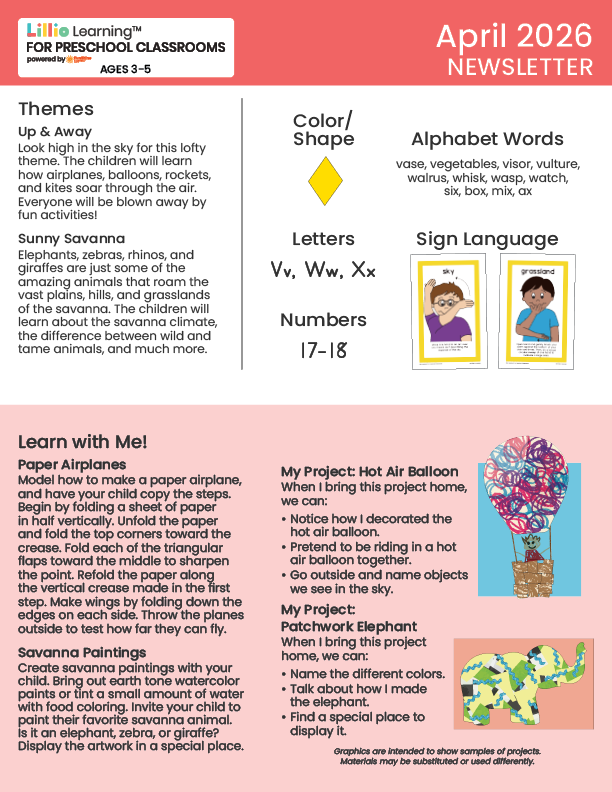 Lillio Learning™
FOR PRESCHOOL CLASSROOMS
powered by
AGES 3-5
April 2026
NEWSLETTER
Themes
Up & Away
Look high in the sky for this lofty
theme. The children will learn
how airplanes, balloons, rockets,
and kites soar through the air.
Everyone will be blown away by
fun activities!
Sunny Savanna
Elephants, zebras, rhinos, and
giraffes are just some of the
amazing animals that roam the
vast plains, hills, and grasslands
of the savanna. The children will
learn about the savanna climate,
the difference between wild and
tame animals, and much more.
Color/
Shape
Letters
Vv, Ww, Xx
Numbers
17-18
Alphabet Words
vase, vegetables, visor, vulture,
walrus, whisk, wasp, watch,
six, box, mix, ax
Sign Language
sky
grassland
Learn with Me!
Paper Airplanes
Model how to make a paper airplane,
and have your child copy the steps.
Begin by folding a sheet of paper
in half vertically. Unfold the paper
and fold the top corners toward the
crease. Fold each of the triangular
flaps toward the middle to sharpen
the point. Refold the paper along
the vertical crease made in the first
step. Make wings by folding down the
edges on each side. Throw the planes
outside to test how far they can fly.
Savanna Paintings
Create savanna paintings with your
child. Bring out earth tone watercolor
paints or tint a small amount of water
with food coloring. Invite your child to
paint their favorite savanna animal.
Is it an elephant, zebra, or giraffe?
Display the artwork in a special place.
My Project: Hot Air Balloon
When I bring this project home,
we can:
• Notice how I decorated the
hot air balloon.
• Pretend to be riding in a hot
air balloon together.
• Go outside and name objects
we see in the sky.
My Project:
Patchwork Elephant
When I bring this project
home, we can:
• Name the different colors.
• Talk about how I made
the elephant.
• Find a special place to
display it.
Graphics are intended to show samples of projects.
Materials may be substituted or used differently.